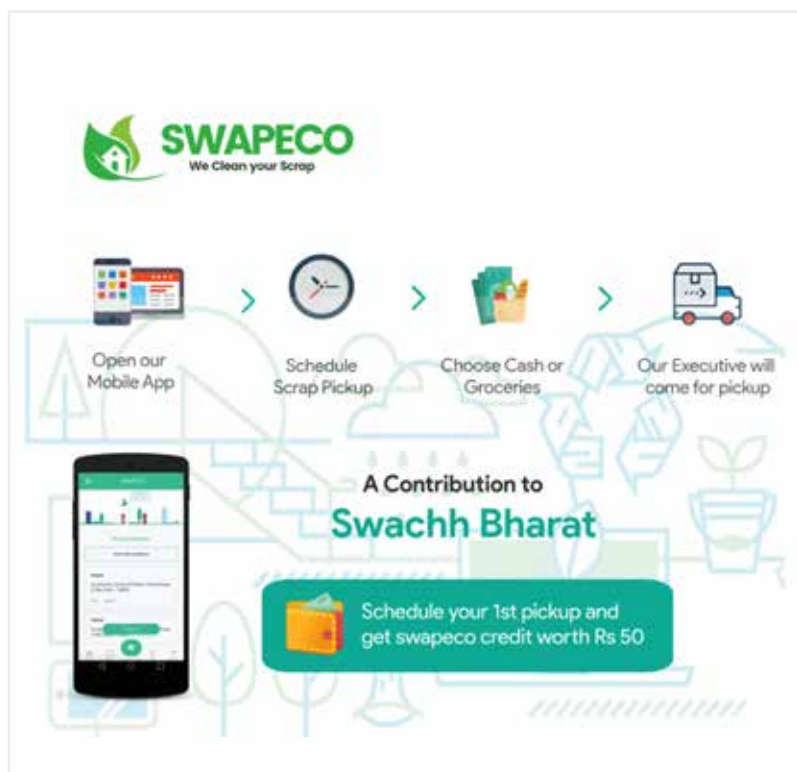 SWAPECO
We Clean your Scrap
Open our
Mobile App
Schedule
Scrap Pickup
Choose Cash or
Groceries
Our Executive will
come for pickup
A Contribution to
Swachh Bharat
Schedule your 1st pickup and
get swapeco credit worth Rs 50